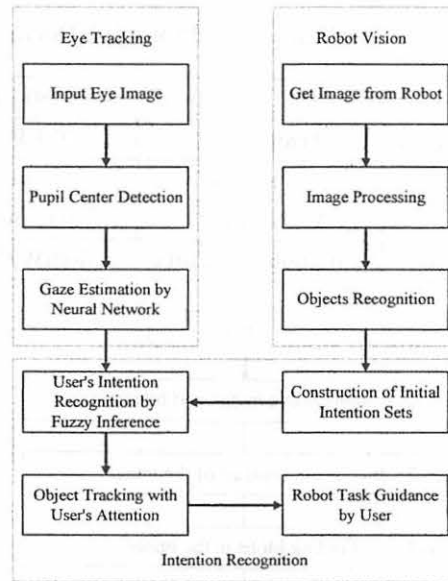 Eye Tracking
Robot Vision
Input Eye Image
Get Image from Robot
Pupil Center Detection
Image Processing
Gaze Estimation by
Neural Network
Objects Recognition
User's Intention
Recognition by
Fuzzy Inference
Construction of Initial
Intention Sets
Object Tracking with
User's Attention
Robot Task Guidance
by User
Intention Recognition